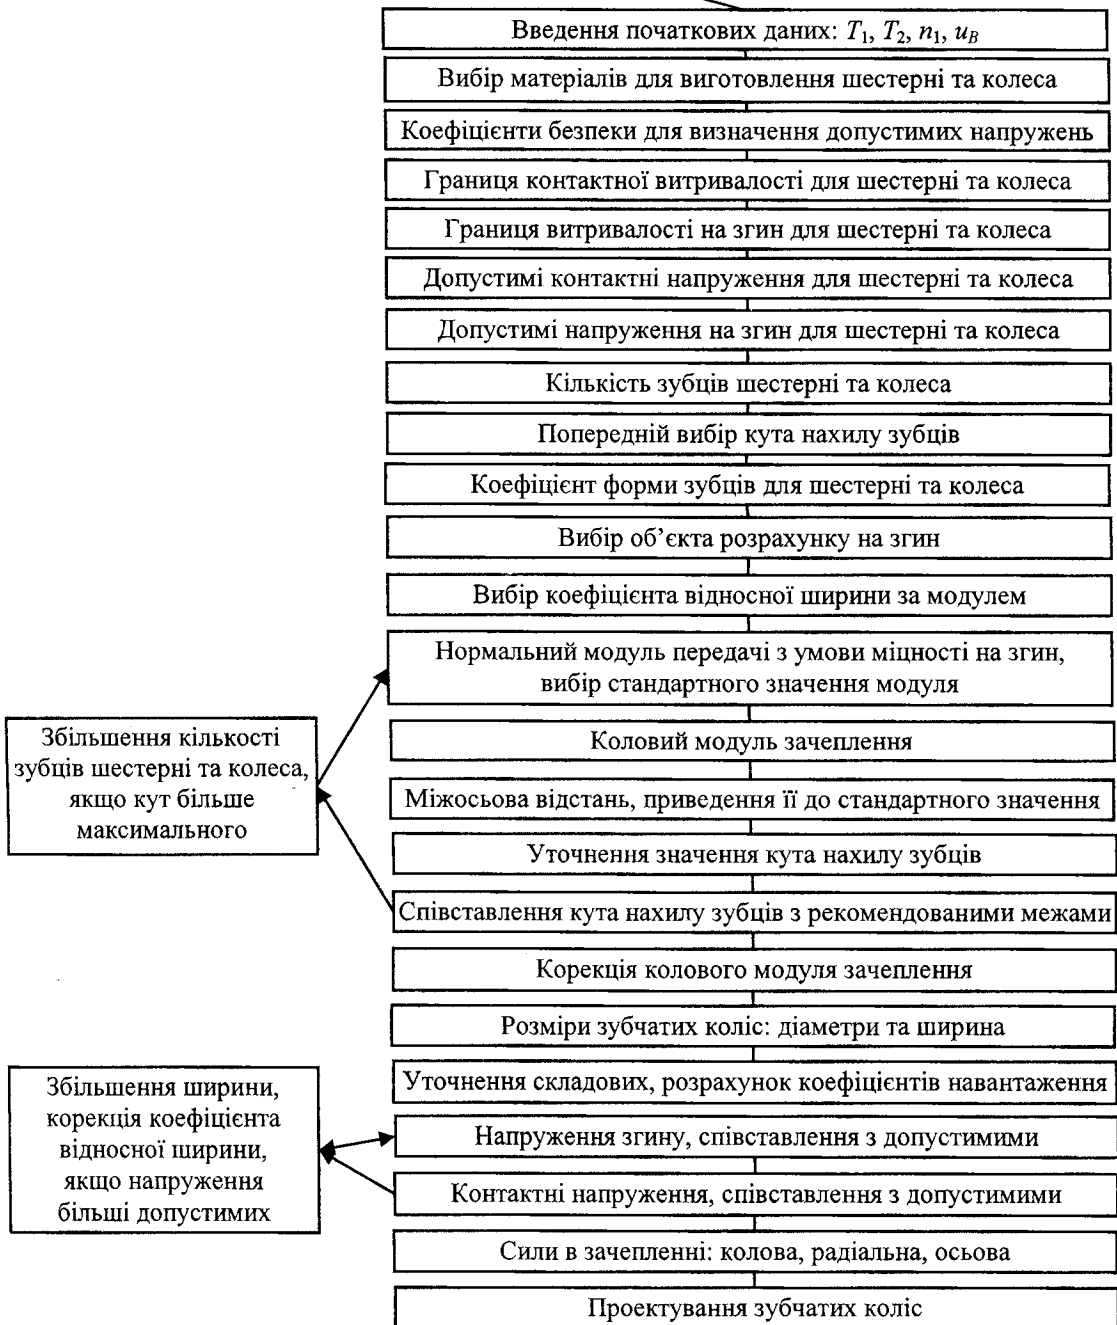 Введення початкових даних: T1, T2, n1, uB
Вибір матеріалів для виготовлення шестерні та колеса
Коефіцієнти безпеки для визначення допустимих напружень
Границя контактної витривалості для шестерні та колеса
Границя витривалості на згин для шестерні та колеса
Допустимі контактні напруження для шестерні та колеса
Допустимі напруження на згин для шестерні та колеса
Кількість зубців шестерні та колеса
Попередній вибір кута нахилу зубців
Коефіцієнт форми зубців для шестерні та колеса
Вибір об’єкта розрахунку на згин
Вибір коефіцієнта відносної ширини за модулем
Нормальний модуль передачі з умови міцності на згин,
вибір стандартного значення модуля
Збільшення кількості
зубців шестерні та колеса,
якщо кут більше
максимального
Коловий модуль зачеплення
Міжосьова відстань, приведення її до стандартного значення
Уточнення значення кута нахилу зубців
Співставлення кута нахилу зубців з рекомендованими межами
Корекція колового модуля зачеплення
Розміри зубчатих коліс: діаметри та ширина
Уточнення складових, розрахунок коефіцієнтів навантаження
Збільшення ширини,
корекція коефіцієнта
відносної ширини,
якщо напруження
більші допустимих
Напруження згину, співставлення з допустимими
Контактні напруження, співставлення з допустимими
Сили в зачепленні: колова, радіальна, осьова
Проектування зубчатих коліс